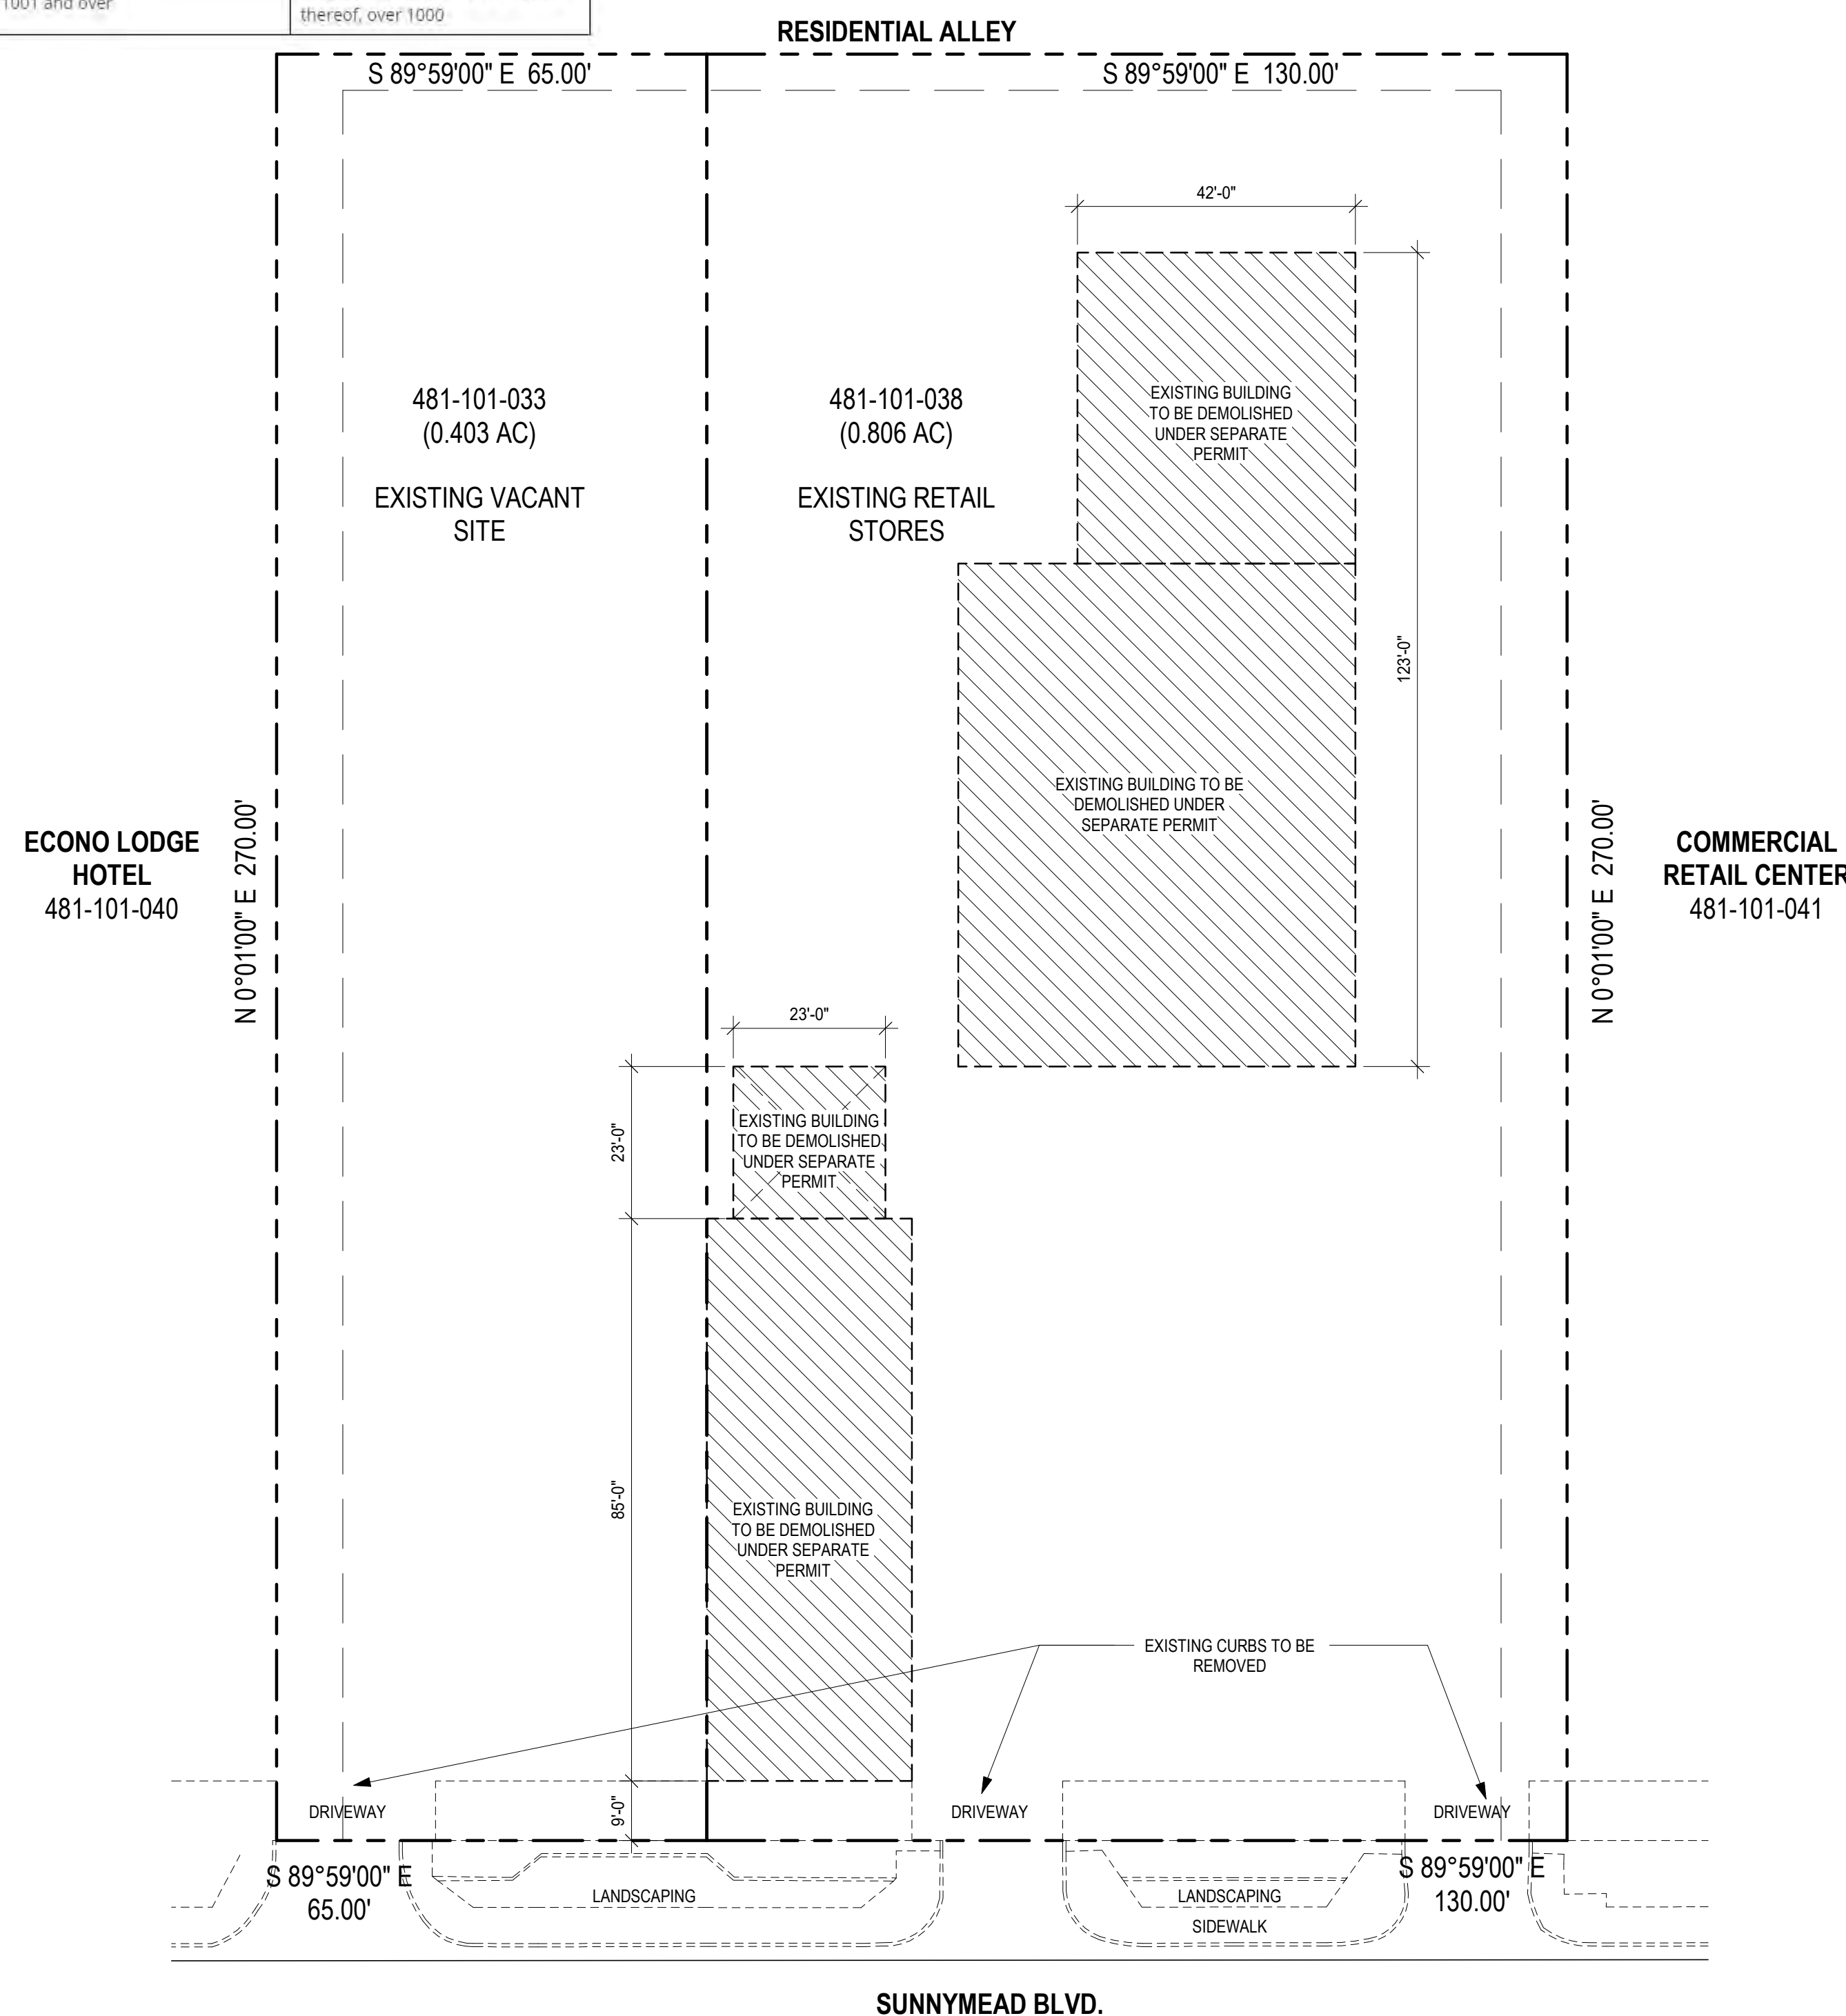 1001 and over
thereof, over 1000
RESIDENTIAL ALLEY
S 89°59'00" E 65.00'
S 89°59'00" E 130.00'
42'-0"
481-101-033
(0.403 AC)
EXISTING VACANT
SITE
481-101-038
(0.806 AC)
EXISTING RETAIL
STORES
EXISTING BUILDING
TO BE DEMOLISHED
UNDER SEPARATE
PERMIT
123'-0"
EXISTING BUILDING TO BE
DEMOLISHED UNDER
SEPARATE PERMIT
ECONO LODGE
HOTEL
481-101-040
N 0°01'00" E 270.00'
N 0°01'00" E 270.00'
COMMERCIAL
RETAIL CENTER
481-101-041
23'-0"
23'-0"
EXISTING BUILDING
TO BE DEMOLISHED
UNDER SEPARATE
PERMIT
85'-0"
EXISTING BUILDING
TO BE DEMOLISHED
UNDER SEPARATE
PERMIT
EXISTING CURBS TO BE
REMOVED
9'-0"
DRIVEWAY
DRIVEWAY
DRIVEWAY
S 89°59'00" E
65.00'
LANDSCAPING
LANDSCAPING
SIDEWALK
S 89°59'00" E
130.00'
SUNNYMEAD BLVD.